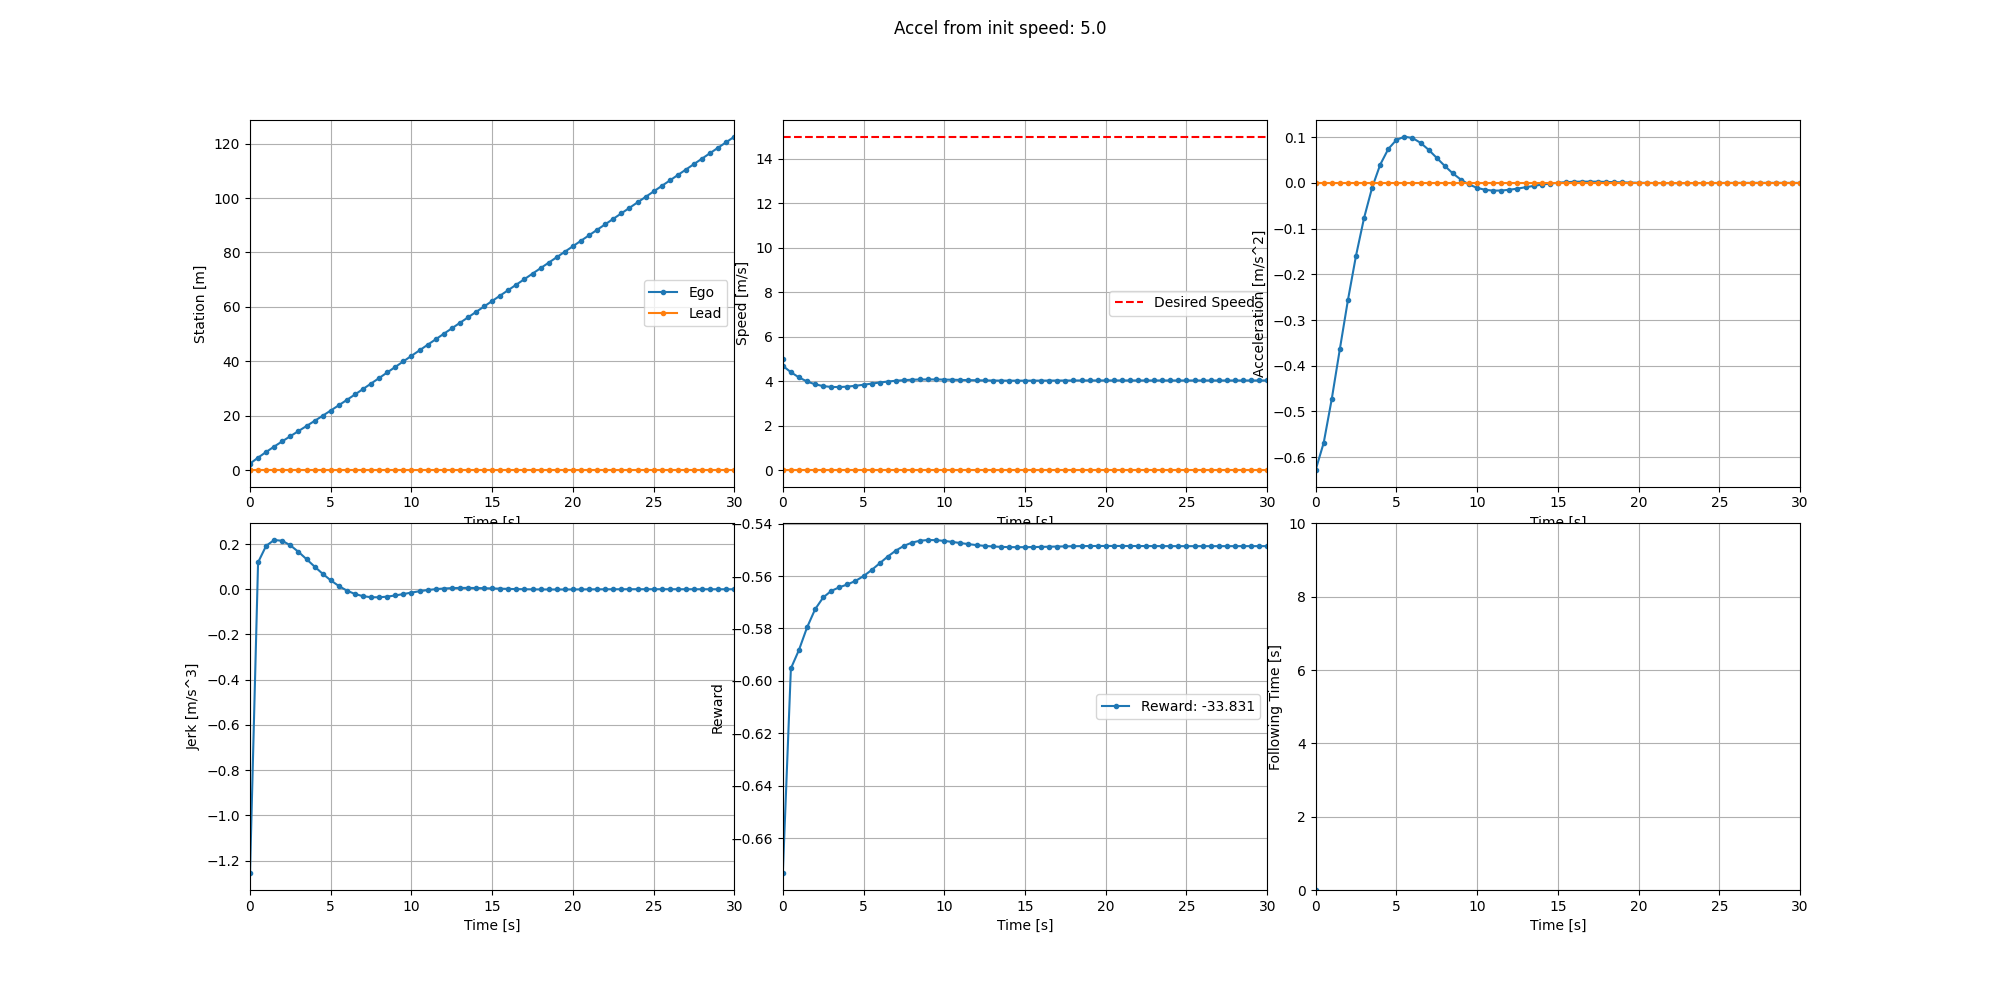 Accel from init speed: 5.0
Station [m]
120
100
80
60
40
20
0
0 5 10 15 20 25 30
Time [s]
Ego
Lead
Speed [m/s]
14
12
10
8
6
4
2
0
0 5 10 15 20 25 30
Time [s]
Desired Speed
Acceleration [m/s^2]
0.1
0.0
−0.1
−0.2
−0.3
−0.4
−0.5
−0.6
0 5 10 15 20 25 30
Time [s]
Jerk [m/s^3]
0.2
0.0
−0.2
−0.4
−0.6
−0.8
−1.0
−1.2
0 5 10 15 20 25 30
Time [s]
Reward
−0.54
−0.56
−0.58
−0.60
−0.62
−0.64
−0.66
0 5 10 15 20 25 30
Time [s]
Reward: -33.831
Following Time [s]
10
8
6
4
2
0
0 5 10 15 20 25 30
Time [s]